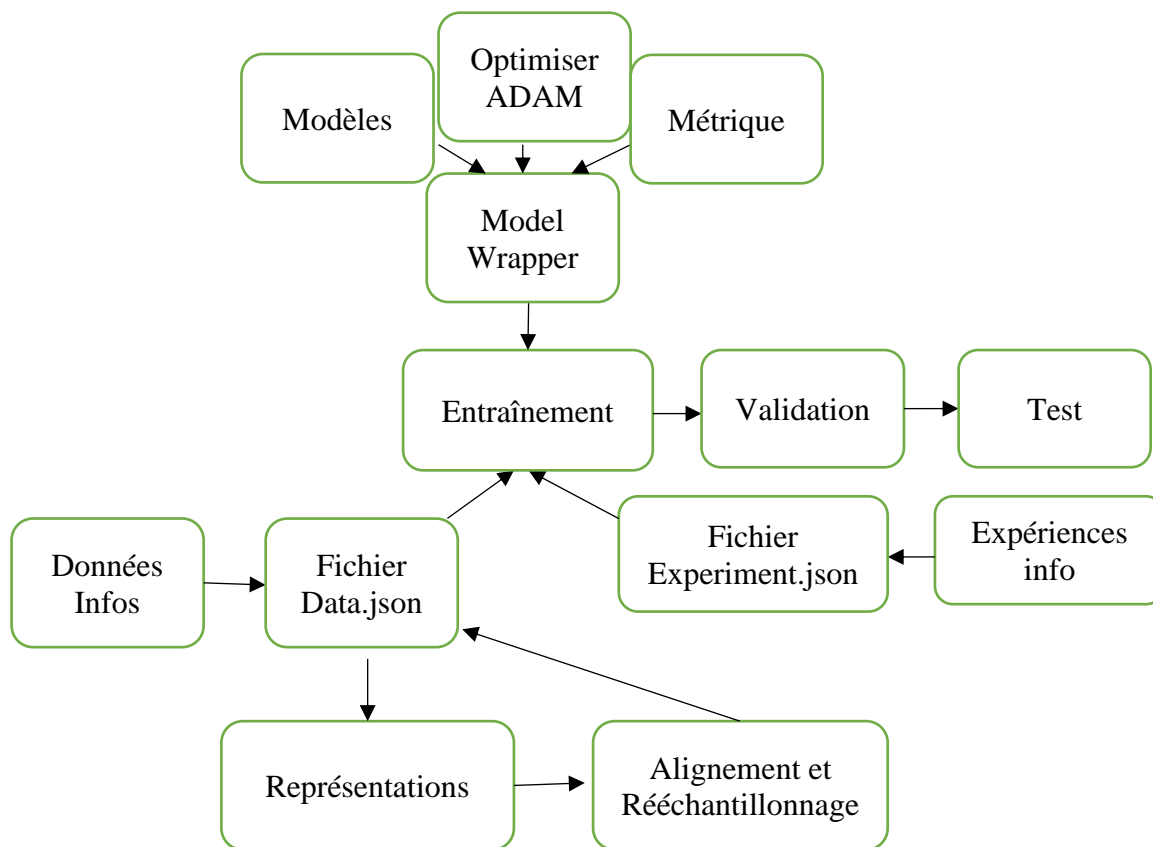 Optimiser
ADAM
Modèles
Métrique
Model
Wrapper
Entraînement
Validation
Test
Données
Infos
Fichier
Data.json
Fichier
Experiment.json
Expériences
info
Représentations
Alignement et
Rééchantillonnage